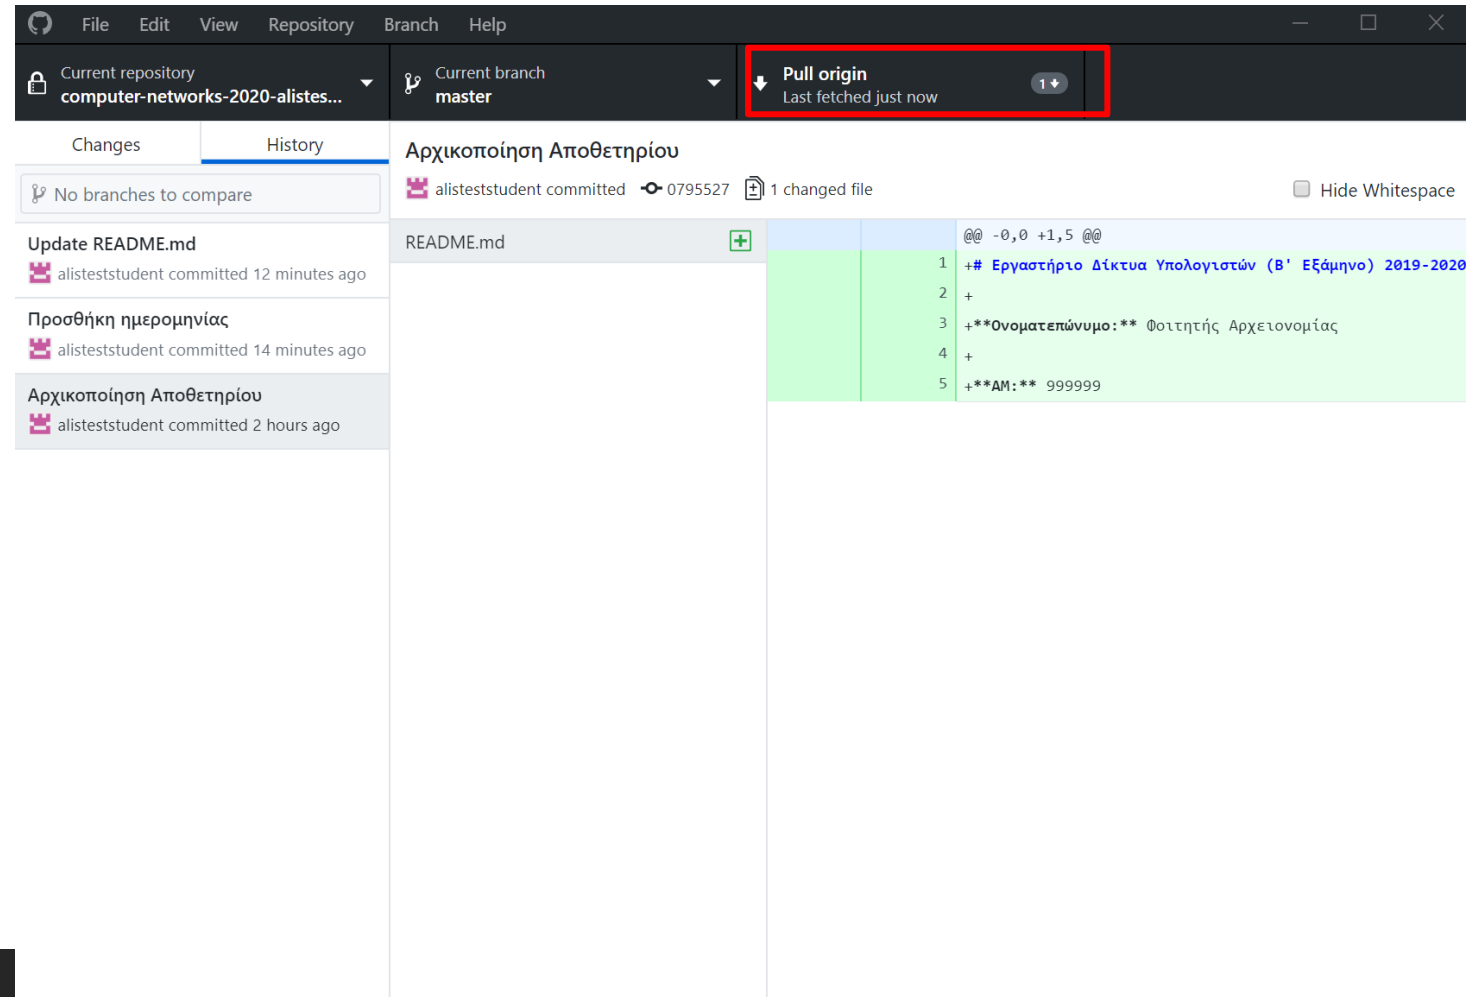 File Edit View Repository Branch Help
Current repository
computer-networks-2020-alistes...
Current branch
master
Pull origin
Last fetched just now
1
Changes History
No branches to compare
Update README.md
alisteststudent committed 12 minutes ago
Προσθήκη ημερομηνίας
alisteststudent committed 14 minutes ago
Αρχικοποίηση Αποθετηρίου
alisteststudent committed 2 hours ago
Αρχικοποίηση Αποθετηρίου
alisteststudent committed 0795527 1 changed file
Hide Whitespace
README.md
@@ -0,0 +1,5 @@
1 +# Εργαστήριο Δίκτυα Υπολογιστών (Β' Εξάμηνο) 2019-2020
2 +
3 +**Ονοματεπώνυμο:** Φοιτητής Αρχειονομίας
4 +
5 +**ΑΜ:** 999999